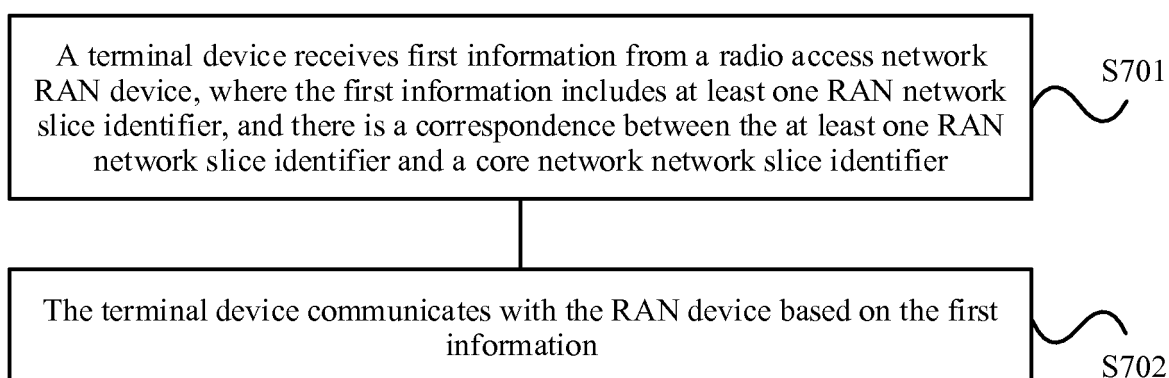 A terminal device receives first information from a radio access network
RAN device, where the first information includes at least one RAN network
slice identifier, and there is a correspondence between the at least one RAN
network slice identifier and a core network network slice identifier
S701
The terminal device communicates with the RAN device based on the first
information
S702